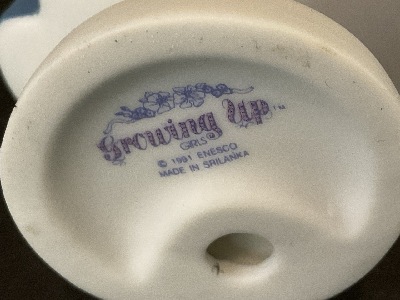 Growing Up™
GIRLS
© 1991 ENESCO
MADE IN SRILANKA